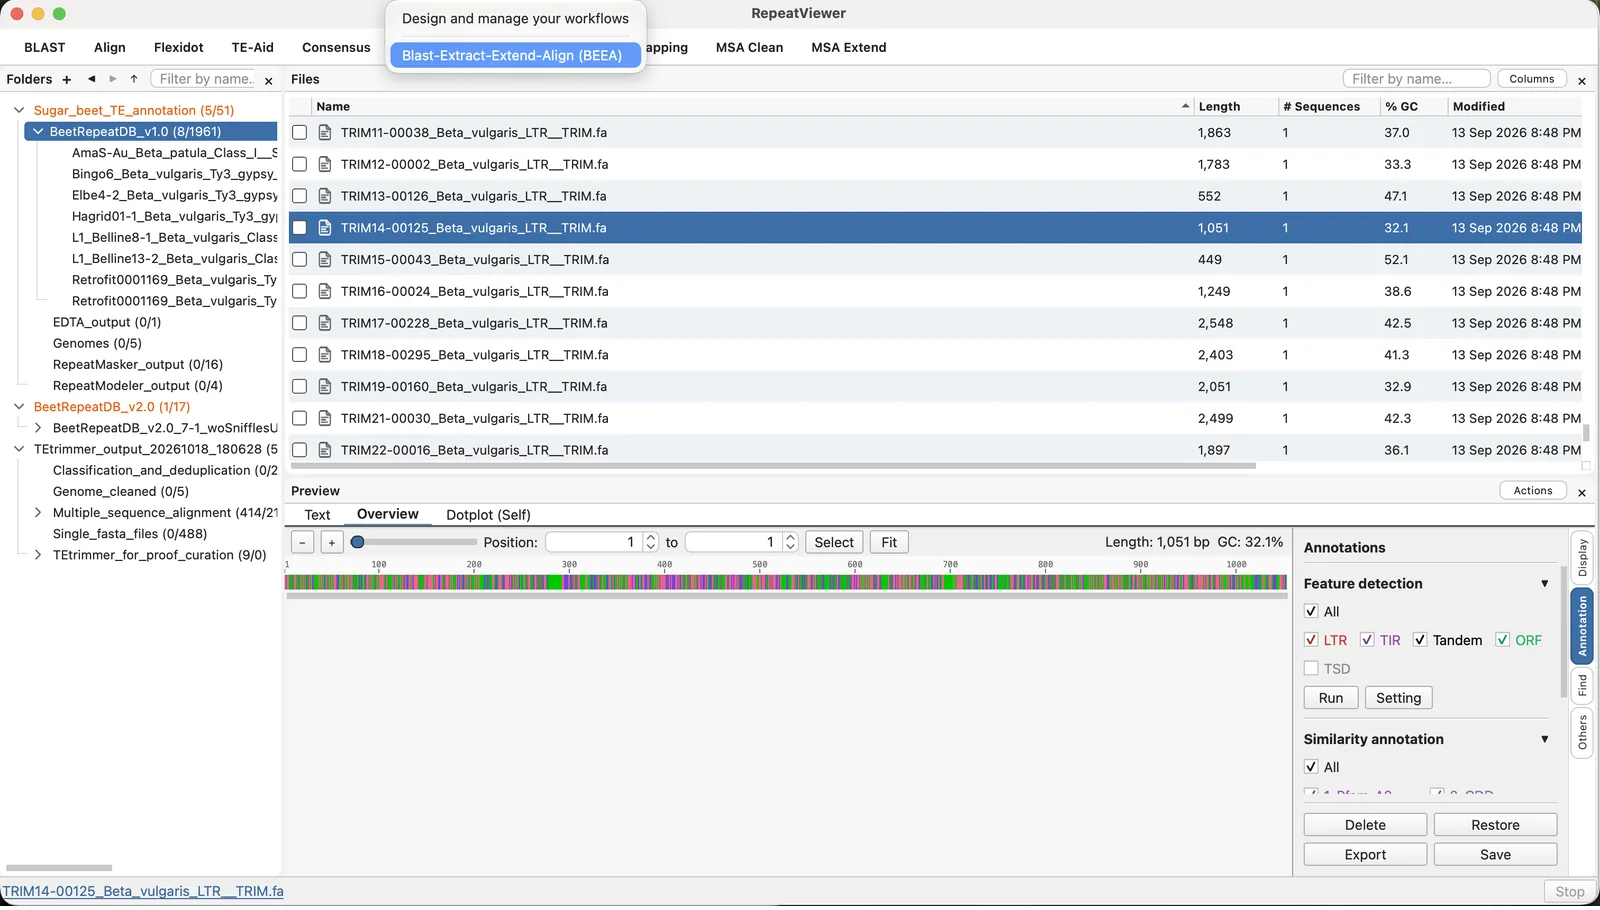 RepeatViewer
Design and manage your workflows
Blast-Extract-Extend-Align (BEEA)
BLAST Align Flexidot TE-Aid Consensus apping MSA Clean MSA Extend
Folders + Filter by name... ×
Files Filter by name... Columns ×
Sugar_beet_TE_annotation (5/51)
BeetRepeatDB_v1.0 (8/1961)
AmaS-Au_Beta_patula_Class_I__S
Bingo6_Beta_vulgaris_Ty3_gypsy_
Elbe4-2_Beta_vulgaris_Ty3_gypsy
Hagrid01-1_Beta_vulgaris_Ty3_gy
L1_Belline8-1_Beta_vulgaris_Class
L1_Belline13-2_Beta_vulgaris_Clas
Retrofit0001169_Beta_vulgaris_Ty
Retrofit0001169_Beta_vulgaris_Ty
EDTA_output (0/1)
Genomes (0/5)
RepeatMasker_output (0/16)
RepeatModeler_output (0/4)
BeetRepeatDB_v2.0 (1/17)
BeetRepeatDB_v2.0_7-1_woSnifflesU
TEtrimmer_output_20261018_180628 (5
Classification_and_deduplication (0/2
Genome_cleaned (0/5)
Multiple_sequence_alignment (414/21
Single_fasta_files (0/488)
TEtrimmer_for_proof_curation (9/0)
Name Length # Sequences % GC Modified
TRIM11-00038_Beta_vulgaris_LTR__TRIM.fa 1,863 1 37.0 13 Sep 2026 8:48 PM
TRIM12-00002_Beta_vulgaris_LTR__TRIM.fa 1,783 1 33.3 13 Sep 2026 8:48 PM
TRIM13-00126_Beta_vulgaris_LTR__TRIM.fa 552 1 47.1 13 Sep 2026 8:48 PM
TRIM14-00125_Beta_vulgaris_LTR__TRIM.fa 1,051 1 32.1 13 Sep 2026 8:48 PM
TRIM15-00043_Beta_vulgaris_LTR__TRIM.fa 449 1 52.1 13 Sep 2026 8:48 PM
TRIM16-00024_Beta_vulgaris_LTR__TRIM.fa 1,249 1 38.6 13 Sep 2026 8:48 PM
TRIM17-00228_Beta_vulgaris_LTR__TRIM.fa 2,548 1 42.5 13 Sep 2026 8:48 PM
TRIM18-00295_Beta_vulgaris_LTR__TRIM.fa 2,403 1 41.3 13 Sep 2026 8:48 PM
TRIM19-00160_Beta_vulgaris_LTR__TRIM.fa 2,051 1 32.9 13 Sep 2026 8:48 PM
TRIM21-00030_Beta_vulgaris_LTR__TRIM.fa 2,499 1 42.3 13 Sep 2026 8:48 PM
TRIM22-00016_Beta_vulgaris_LTR__TRIM.fa 1,897 1 36.1 13 Sep 2026 8:48 PM
Preview Actions ×
Text Overview Dotplot (Self)
- + Position: 1 to 1 Select Fit Length: 1,051 bp GC: 32.1%
1 100 200 300 400 500 600 700 800 900 1000
Annotations
Feature detection
All
LTR TIR Tandem ORF
TSD
Run Setting
Similarity annotation
All
Delete Restore
Export Save
Display
Annotation
Find
Others
TRIM14-00125_Beta_vulgaris_LTR__TRIM.fa
Stop